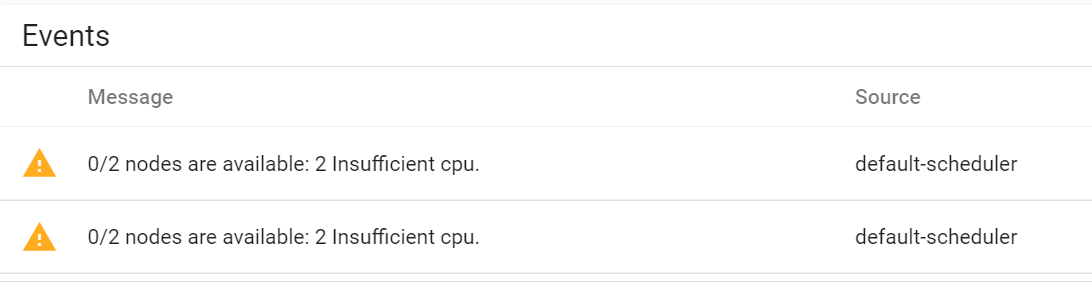 Events
Message Source
0/2 nodes are available: 2 Insufficient cpu. default-scheduler
0/2 nodes are available: 2 Insufficient cpu. default-scheduler